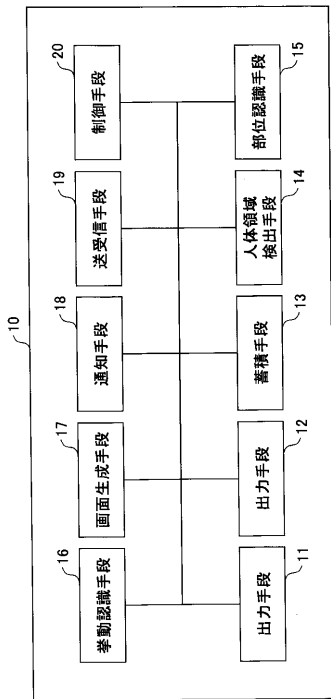 10
16
挙動認識手段
17
画面生成手段
18
通知手段
19
送受信手段
20
制御手段
出力手段
11
出力手段
12
蓄積手段
13
人体領域
検出手段
14
部位認識手段
15